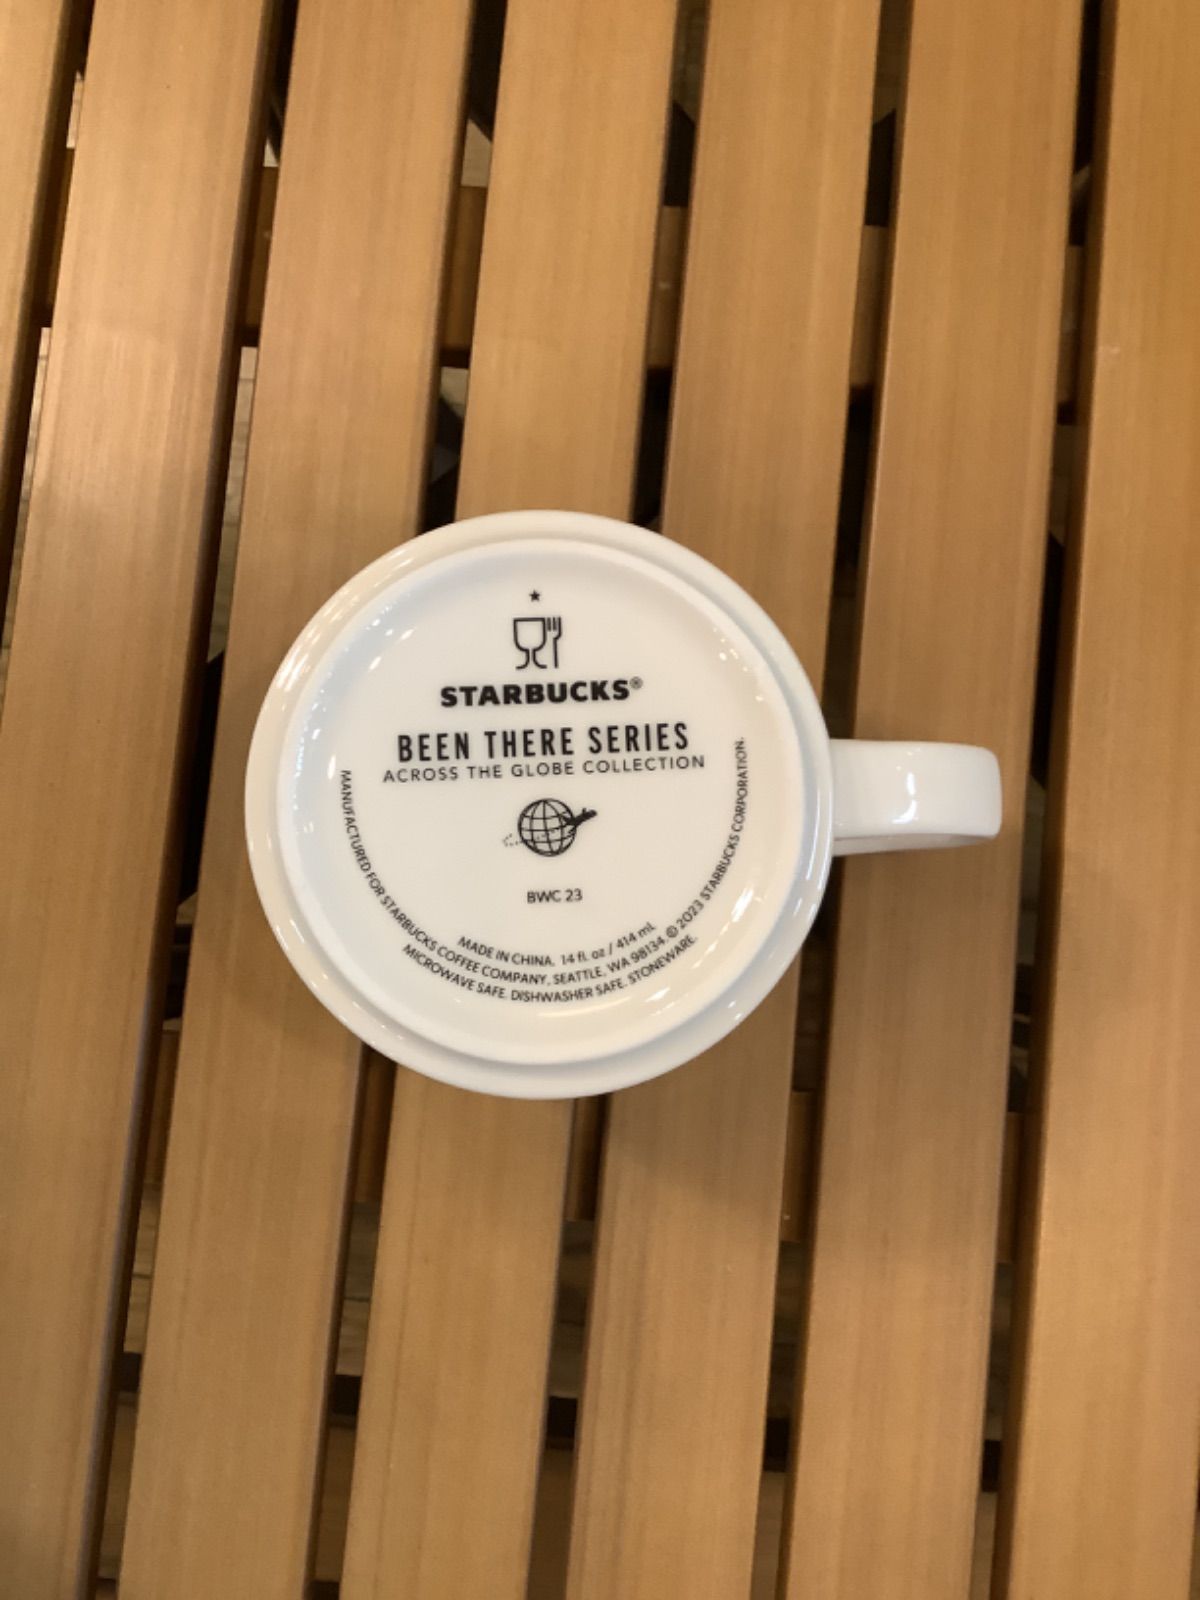 STARBUCKS®
BEEN THERE SERIES
ACROSS THE GLOBE COLLECTION
BWC 23
MADE IN CHINA. 14 fl. oz / 414 ml.
MANUFACTURED FOR STARBUCKS COFFEE COMPANY, SEATTLE, WA 98134. © 2023 STARBUCKS CORPORATION.
MICROWAVE SAFE. DISHWASHER SAFE. STONEWARE.